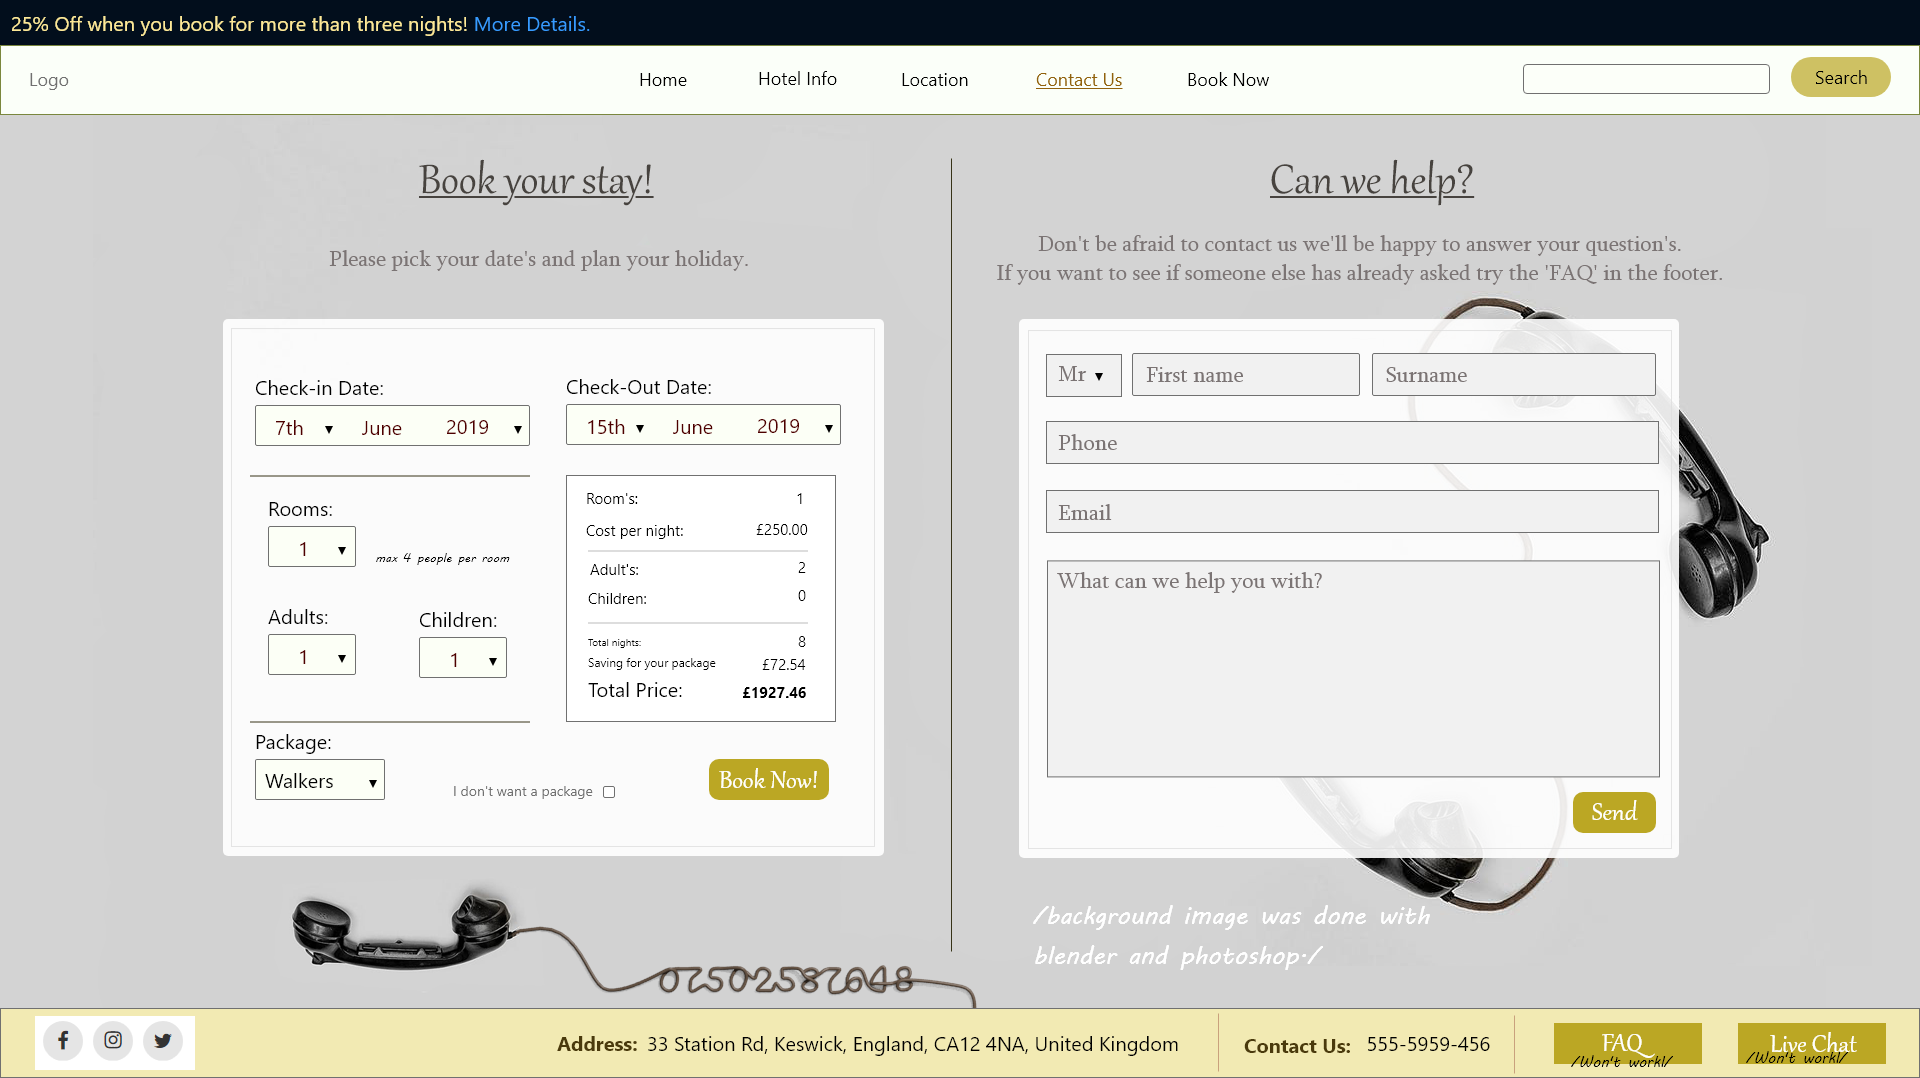 25% Off when you book for more than three nights! More Details.
Logo
Home
Hotel Info
Location
Contact Us
Book Now
Search
Book your stay!
Please pick your date's and plan your holiday.
Check-in Date:
7th ▼ June 2019 ▼
Check-Out Date:
15th ▼ June 2019 ▼
Rooms:
1 ▼
max 4 people per room
Adults:
1 ▼
Children:
1 ▼
Room's: 1
Cost per night: £250.00
Adult's: 2
Children: 0
Total nights: 8
Saving for your package £72.54
Total Price: £1927.46
Package:
Walkers ▼
I don't want a package
Book Now!
Can we help?
Don't be afraid to contact us we'll be happy to answer your question's.
If you want to see if someone else has already asked try the 'FAQ' in the footer.
Mr ▼
First name
Surname
Phone
Email
What can we help you with?
Send
/background image was done with
blender and photoshop./
02502582648
Address: 33 Station Rd, Keswick, England, CA12 4NA, United Kingdom
Contact Us: 555-5959-456
FAQ
/Won't work!/
Live Chat
/Won't work!/